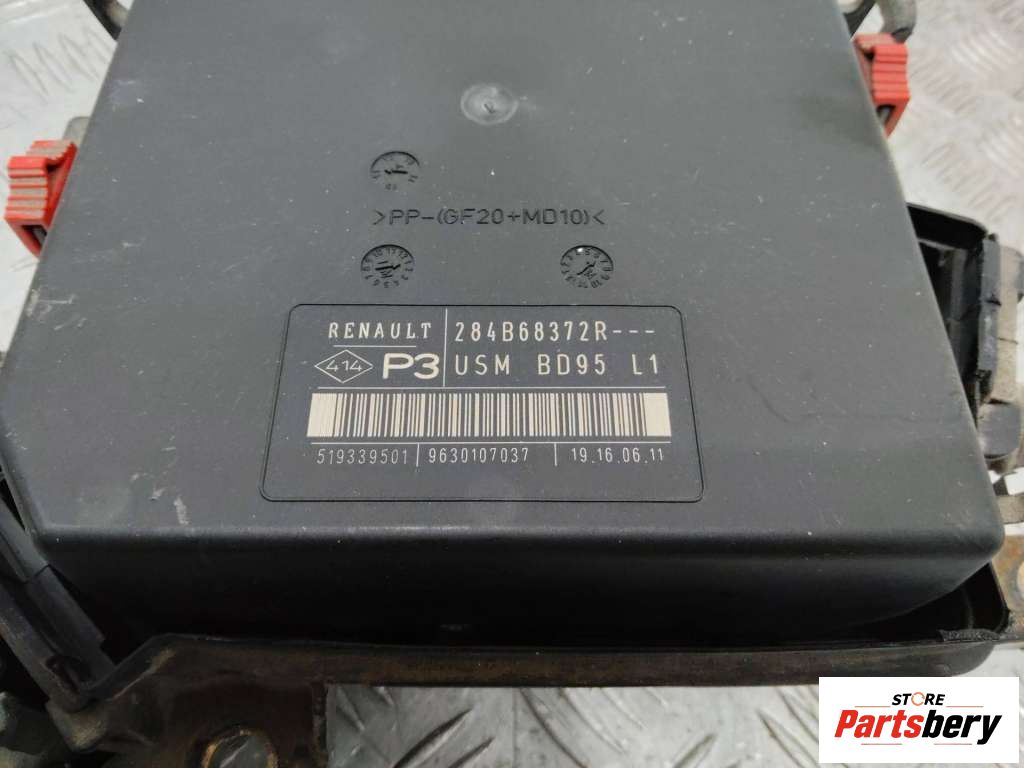 >PP-(GF20+MD10)<
RENAULT 284B68372R---
414 P3 USM BD95 L1
519339501 9630107037 19.16.06.11
STORE
Partsbery